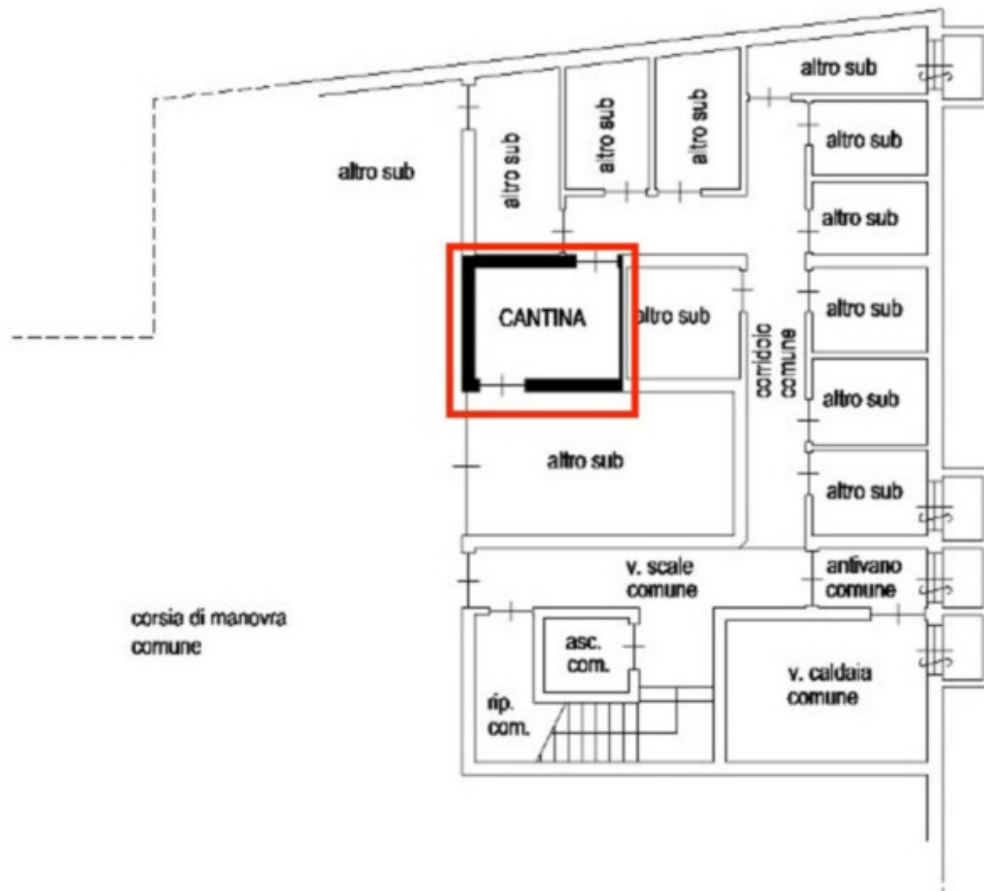 altro sub
altro sub
altro sub
altro sub
altro sub
altro sub
altro sub
CANTINA
altro sub
altro sub
corridoio
comune
altro sub
altro sub
altro sub
v. scale
comune
antivano
comune
corsia di manovra
comune
asc.
com.
v. caldaia
comune
rip.
com.